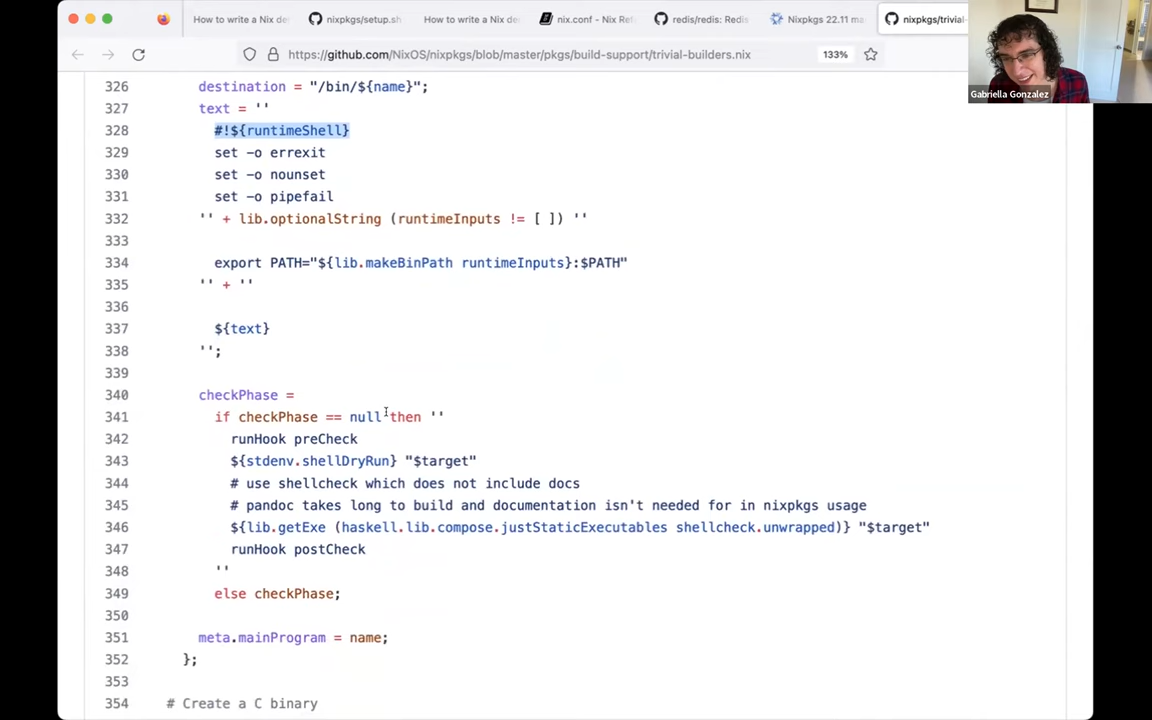 How to write a Nix de
nixpkgs/setup.sh
How to write a Nix de
nix.conf - Nix Re
redis/redis: Redis
Nixpkgs 22.11 ma
nixpkgs/trivial-
https://github.com/NixOS/nixpkgs/blob/master/pkgs/build-support/trivial-builders.nix
133%
Gabriella Gonzalez
326 destination = "/bin/${name}";
327 text = ''
328 #!${runtimeShell}
329 set -o errexit
330 set -o nounset
331 set -o pipefail
332 '' + lib.optionalString (runtimeInputs != [ ]) ''
333
334 export PATH="${lib.makeBinPath runtimeInputs}:$PATH"
335 '' + ''
336
337 ${text}
338 '';
339
340 checkPhase =
341 if checkPhase == null then ''
342 runHook preCheck
343 ${stdenv.shellDryRun} "$target"
344 # use shellcheck which does not include docs
345 # pandoc takes long to build and documentation isn't needed for in nixpkgs usage
346 ${lib.getExe (haskell.lib.compose.justStaticExecutables shellcheck.unwrapped)} "$target"
347 runHook postCheck
348 ''
349 else checkPhase;
350
351 meta.mainProgram = name;
352 };
353
354 # Create a C binary